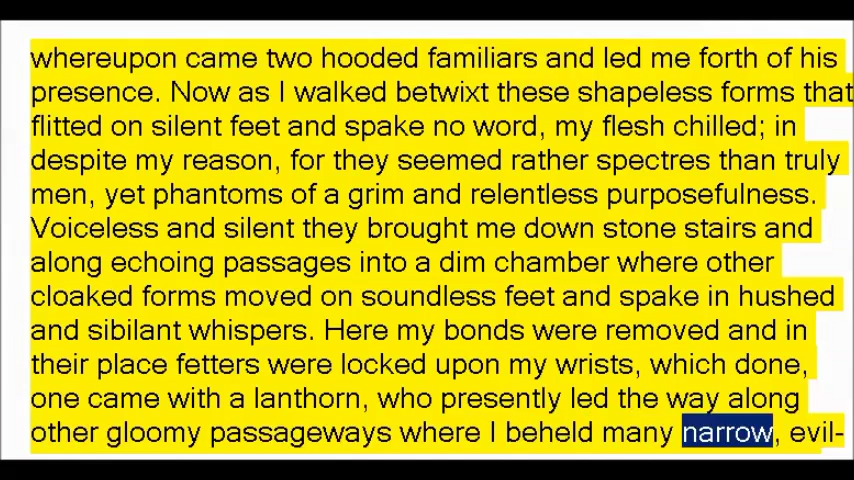 whereupon came two hooded familiars and led me forth of his
presence. Now as I walked betwixt these shapeless forms that
flitted on silent feet and spake no word, my flesh chilled; in
despite my reason, for they seemed rather spectres than truly
men, yet phantoms of a grim and relentless purposefulness.
Voiceless and silent they brought me down stone stairs and
along echoing passages into a dim chamber where other
cloaked forms moved on soundless feet and spake in hushed
and sibilant whispers. Here my bonds were removed and in
their place fetters were locked upon my wrists, which done,
one came with a lanthorn, who presently led the way along
other gloomy passageways where I beheld many narrow, evil-